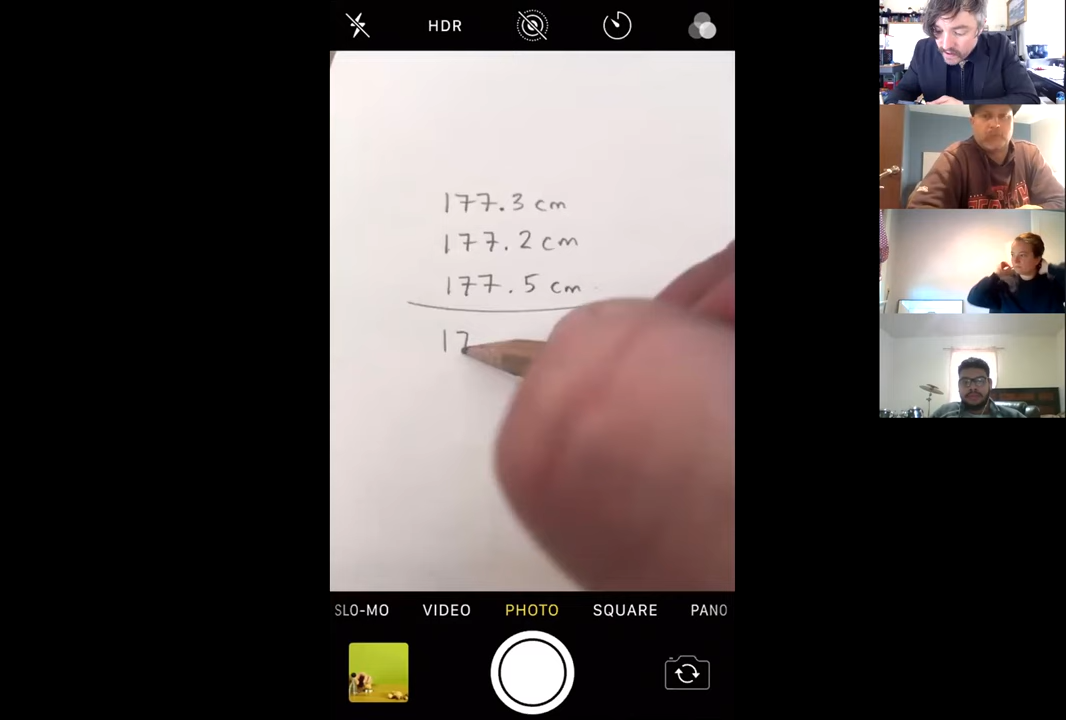 HDR
177.3 cm
177.2 cm
177.5 cm
17
SLO-MO VIDEO PHOTO SQUARE PANO